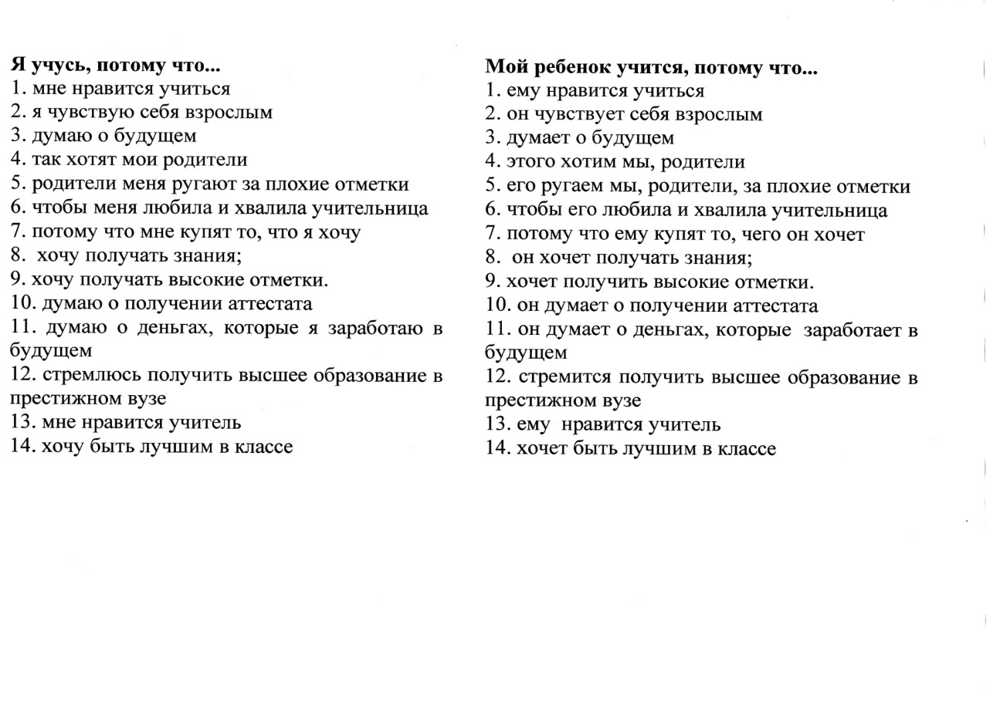 Я учусь, потому что...
1. мне нравится учиться
2. я чувствую себя взрослым
3. думаю о будущем
4. так хотят мои родители
5. родители меня ругают за плохие отметки
6. чтобы меня любила и хвалила учительница
7. потому что мне купят то, что я хочу
8.  хочу получать знания;
9. хочу получать высокие отметки.
10. думаю о получении аттестата
11. думаю о деньгах, которые я заработаю в
будущем
12. стремлюсь получить высшее образование в
престижном вузе
13. мне нравится учитель
14. хочу быть лучшим в классе
Мой ребенок учится, потому что...
1. ему нравится учиться
2. он чувствует себя взрослым
3. думает о будущем
4. этого хотим мы, родители
5. его ругаем мы, родители, за плохие отметки
6. чтобы его любила и хвалила учительница
7. потому что ему купят то, чего он хочет
8.  он хочет получать знания;
9. хочет получить высокие отметки.
10. он думает о получении аттестата
11. он думает о деньгах, которые  заработает в
будущем
12. стремится получить высшее образование в
престижном вузе
13. ему  нравится учитель
14. хочет быть лучшим в классе